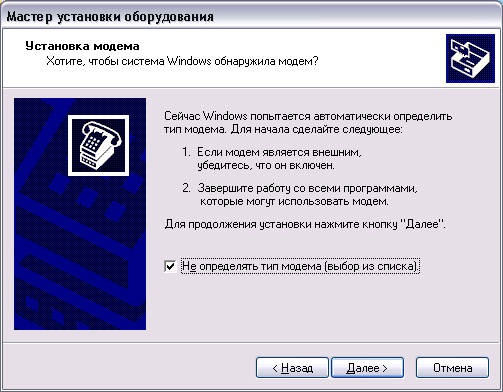 Мастер установки оборудования
Установка модема
Хотите, чтобы система Windows обнаружила модем?
Сейчас Windows попытается автоматически определить
тип модема. Для начала сделайте следующее:
1. Если модем является внешним,
убедитесь, что он включен.
2. Завершите работу со всеми программами,
которые могут использовать модем.
Для продолжения установки нажмите кнопку "Далее".
Не определять тип модема (выбор из списка).
< Назад
Далее >
Отмена